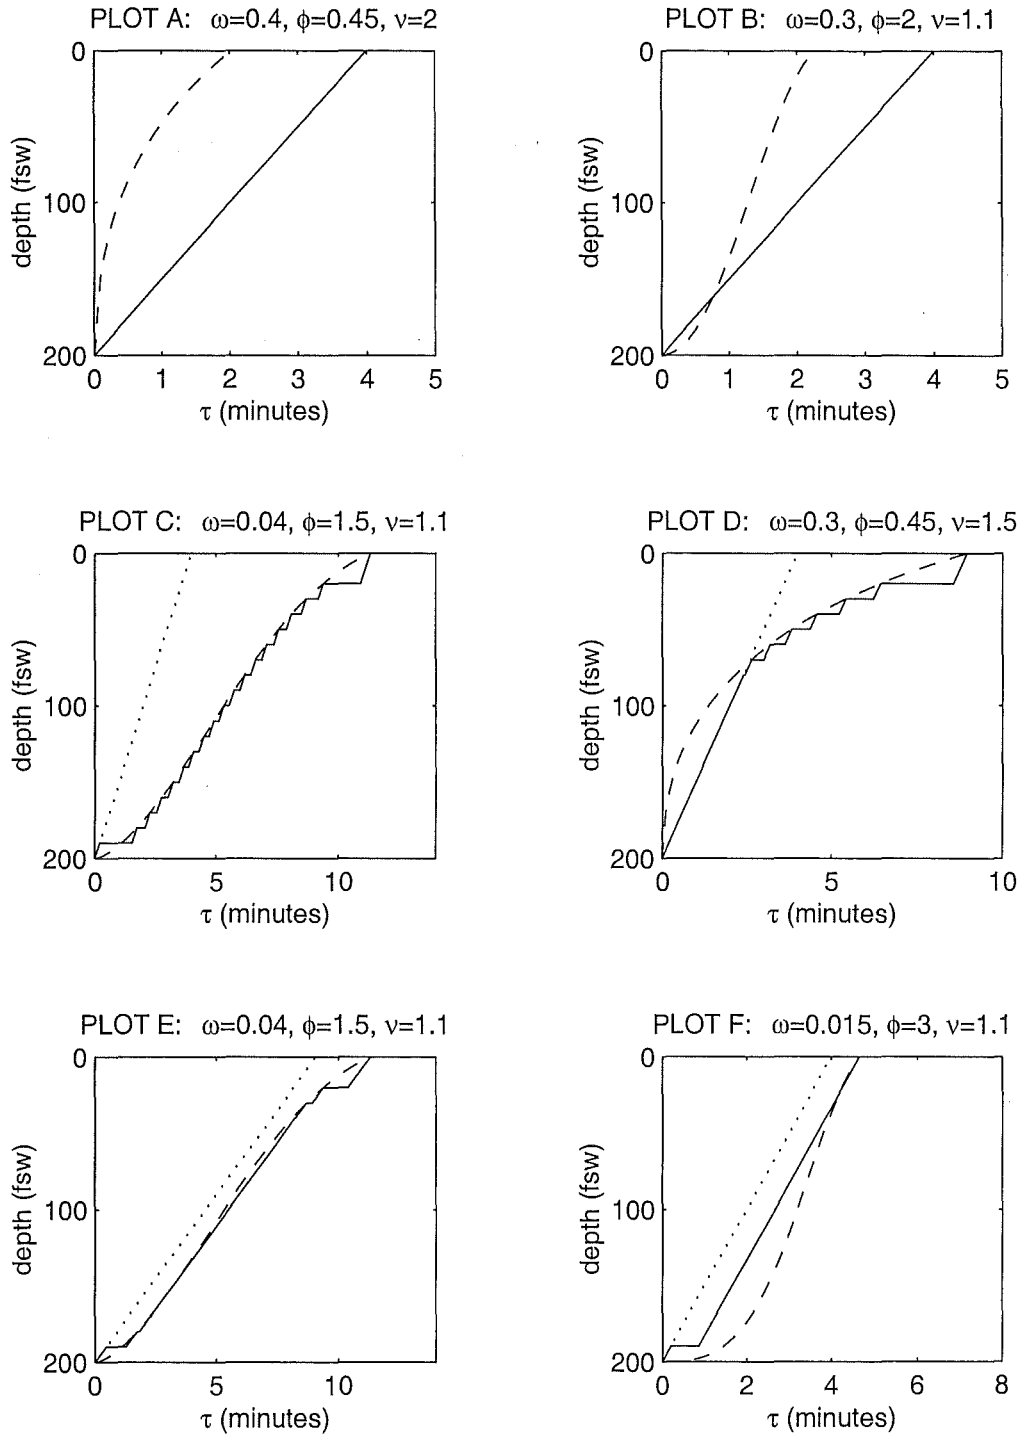 PLOT A: ω=0.4, ϕ=0.45, ν=2
0
100
200
depth (fsw)
0 1 2 3 4 5
τ (minutes)
PLOT B: ω=0.3, ϕ=2, ν=1.1
0
100
200
depth (fsw)
0 1 2 3 4 5
τ (minutes)
PLOT C: ω=0.04, ϕ=1.5, ν=1.1
0
100
200
depth (fsw)
0 5 10
τ (minutes)
PLOT D: ω=0.3, ϕ=0.45, ν=1.5
0
100
200
depth (fsw)
0 5 10
τ (minutes)
PLOT E: ω=0.04, ϕ=1.5, ν=1.1
0
100
200
depth (fsw)
0 5 10
τ (minutes)
PLOT F: ω=0.015, ϕ=3, ν=1.1
0
100
200
depth (fsw)
0 2 4 6 8
τ (minutes)